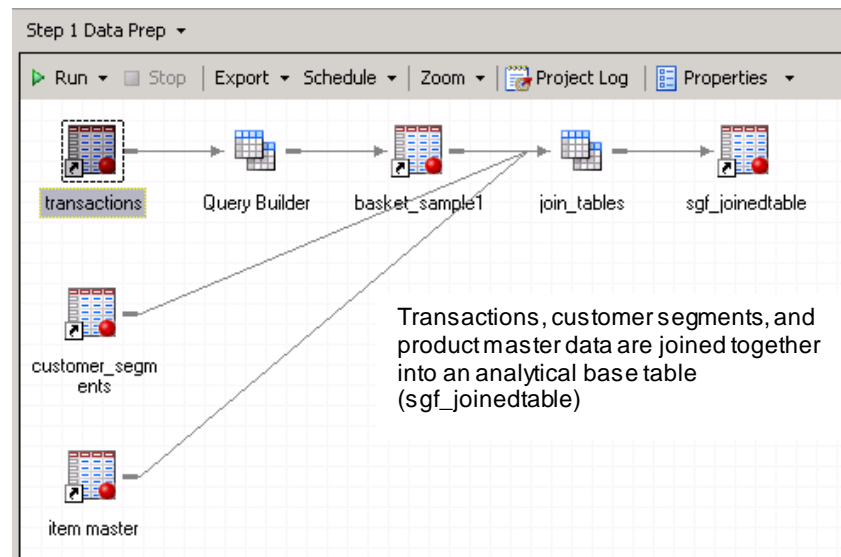 Step 1 Data Prep
Run Stop Export Schedule Zoom Project Log Properties
transactions Query Builder basket_sample1 join_tables sgf_joinedtable
customer_segm
ents
Transactions, customer segments, and
product master data are joined together
into an analytical base table
(sgf_joinedtable)
item master